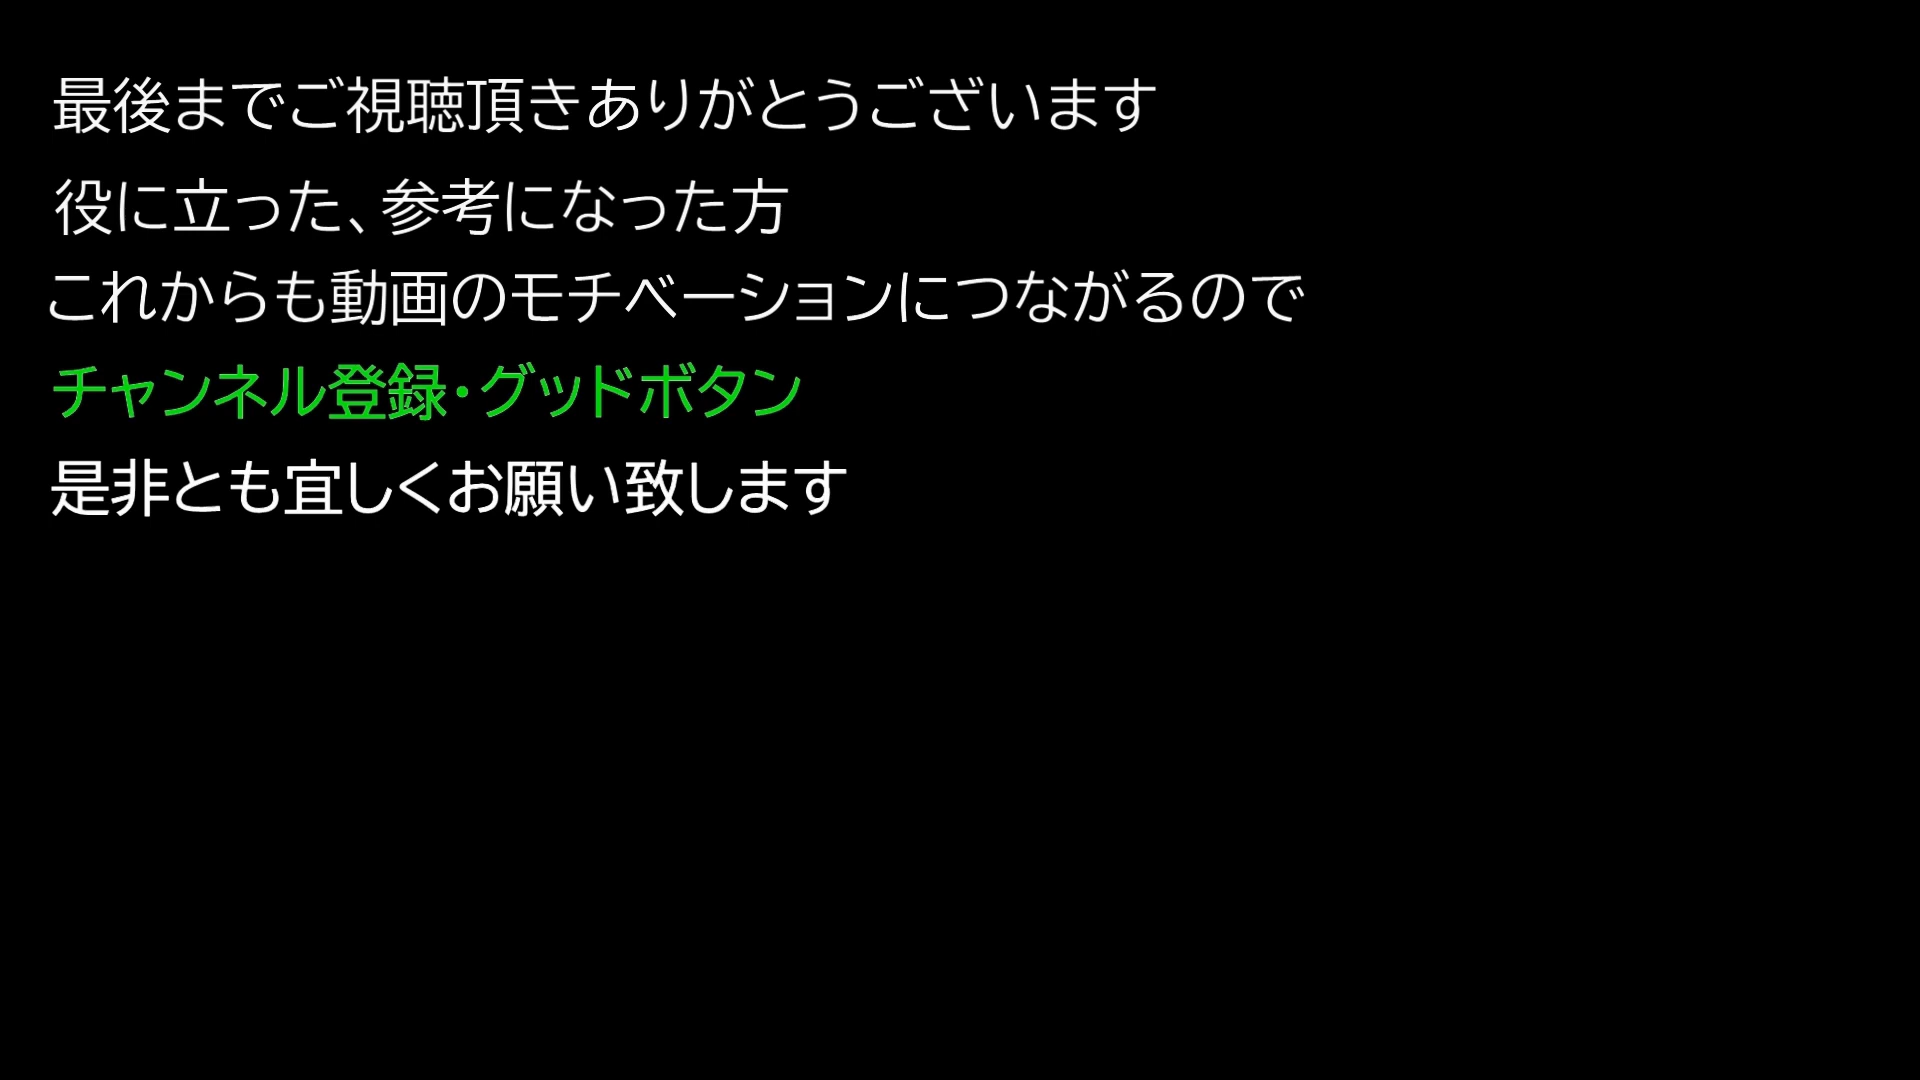 最後までご視聴頂きありがとうございます
役に立った、参考になった方
これからも動画のモチベーションにつながるので
チャンネル登録・グッドボタン
是非とも宜しくお願い致します